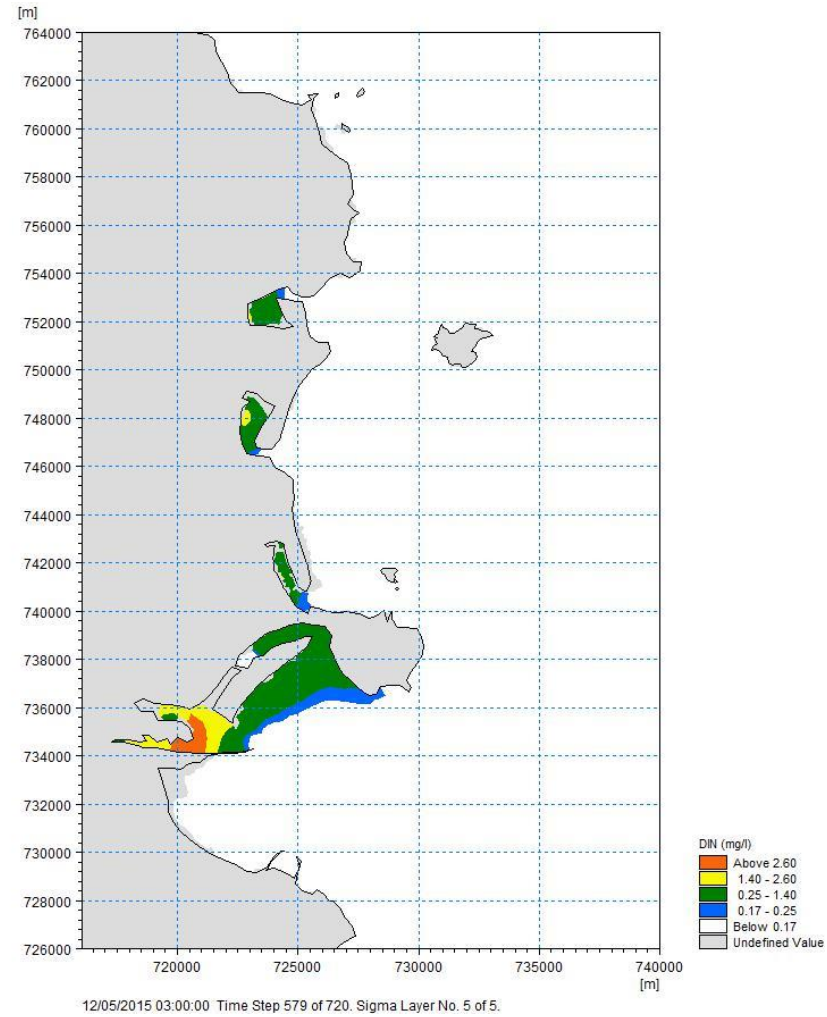 [m]
764000
762000
760000
758000
756000
754000
752000
750000
748000
746000
744000
742000
740000
738000
736000
734000
732000
730000
728000
726000
720000 725000 730000 735000 740000
[m]
DIN (mg/l)
Above 2.60
1.40 - 2.60
0.25 - 1.40
0.17 - 0.25
Below 0.17
Undefined Value
12/05/2015 03:00:00 Time Step 579 of 720. Sigma Layer No. 5 of 5.